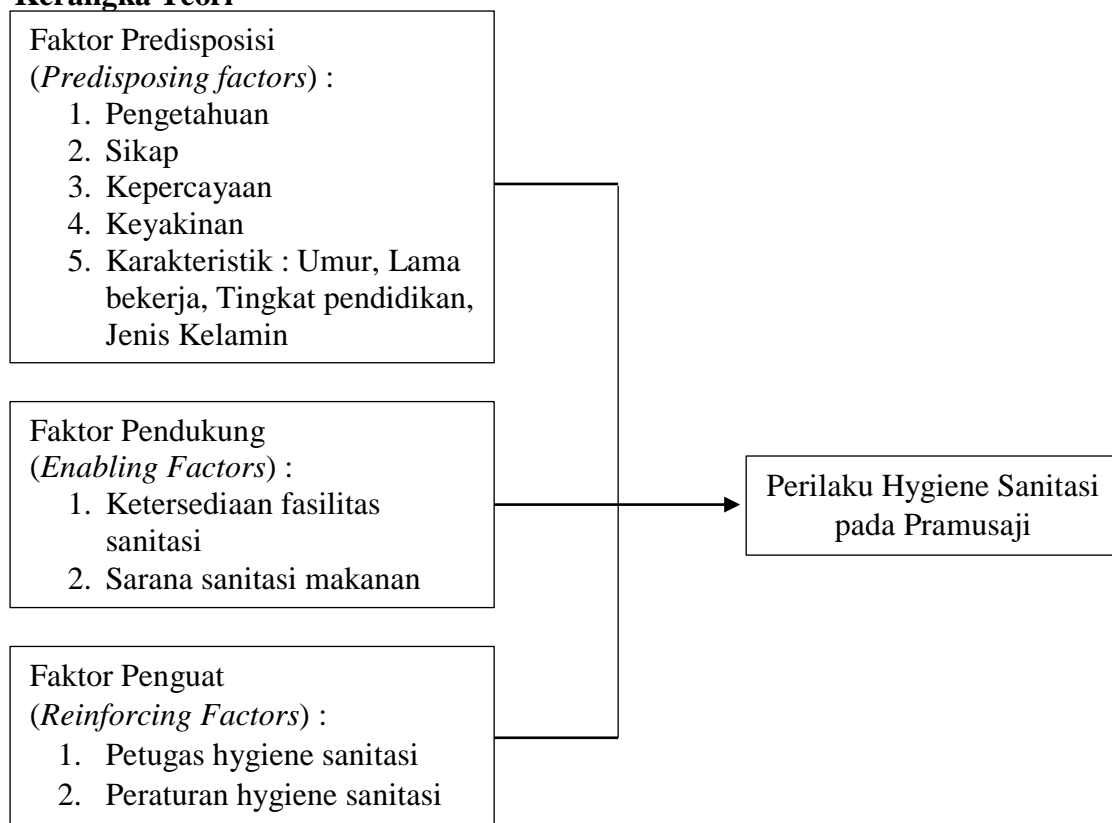 Kerangka Teori
Faktor Predisposisi
(Predisposing factors) :
1. Pengetahuan
2. Sikap
3. Kepercayaan
4. Keyakinan
5. Karakteristik : Umur, Lama
bekerja, Tingkat pendidikan,
Jenis Kelamin
Faktor Pendukung
(Enabling Factors) :
1. Ketersediaan fasilitas
sanitasi
2. Sarana sanitasi makanan
Faktor Penguat
(Reinforcing Factors) :
1. Petugas hygiene sanitasi
2. Peraturan hygiene sanitasi
Perilaku Hygiene Sanitasi
pada Pramusaji